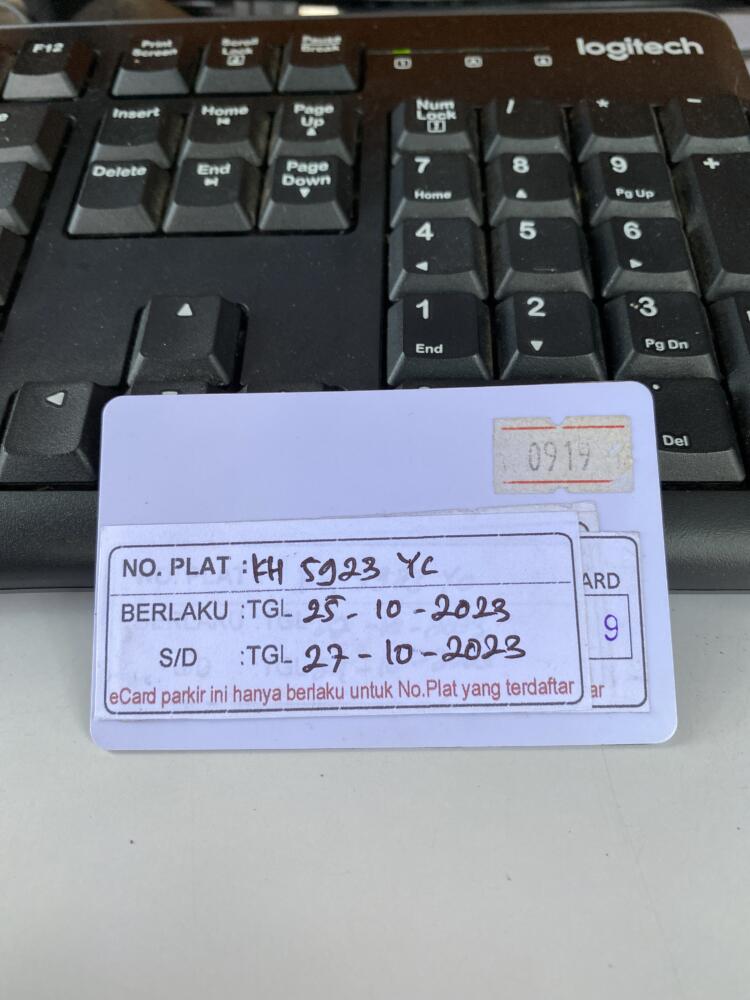 logitech
F12 Print Screen Scroll Lock Pause Break
1 A
Insert Home Page Up Num Lock / * -
Delete End Page Down 7 Home 8 9 Pg Up +
4 5 6
1 End 2 3 Pg Dn
Del
0919
NO. PLAT : KH 5923 YC
ARD
BERLAKU :TGL 25 - 10 - 2023
9
S/D :TGL 27 - 10 - 2023
eCard parkir ini hanya berlaku untuk No.Plat yang terdaftar
ar